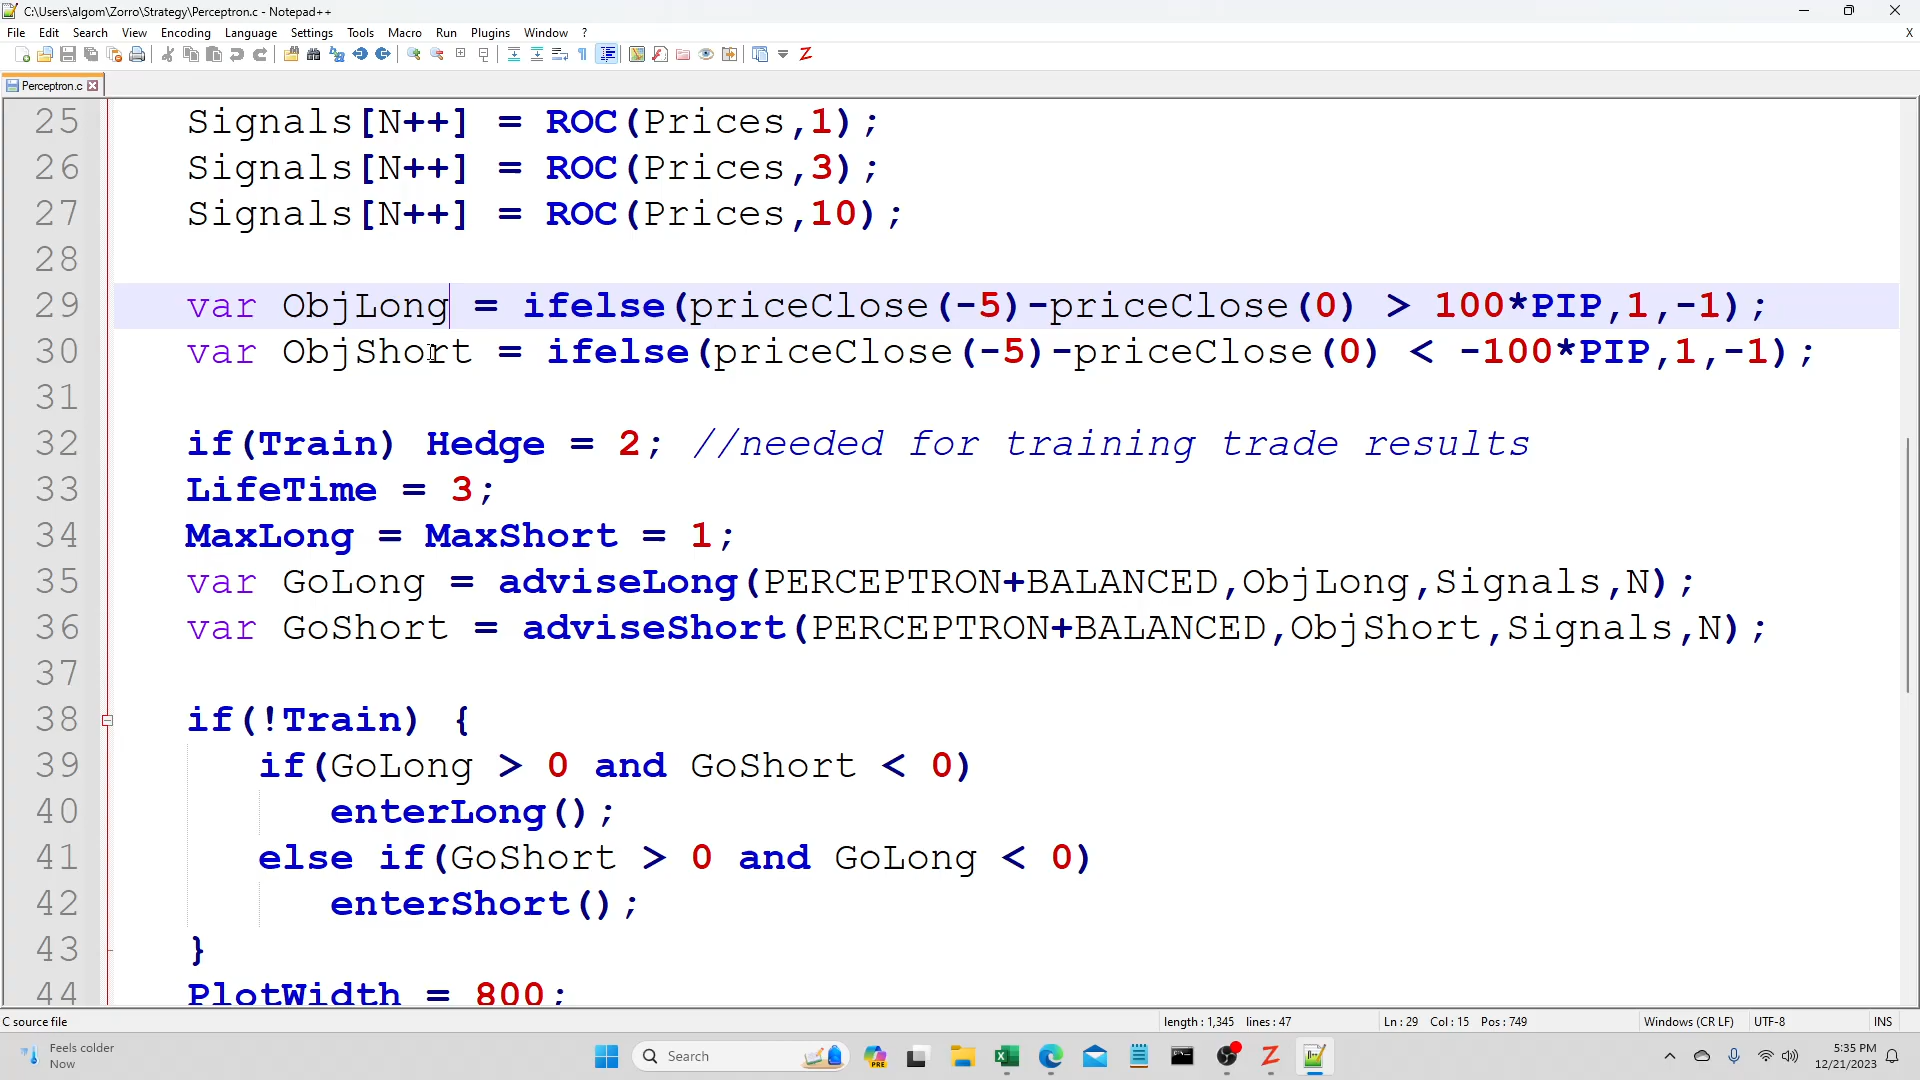 C:\Users\algom\Zorro\Strategy\Perceptron.c - Notepad++
File Edit Search View Encoding Language Settings Tools Macro Run Plugins Window ? X
Perceptron.c
25 Signals[N++] = ROC(Prices,1);
26 Signals[N++] = ROC(Prices,3);
27 Signals[N++] = ROC(Prices,10);
28
29 var ObjLong = ifelse(priceClose(-5)-priceClose(0) > 100*PIP,1,-1);
30 var ObjShort = ifelse(priceClose(-5)-priceClose(0) < -100*PIP,1,-1);
31
32 if(Train) Hedge = 2; //needed for training trade results
33 LifeTime = 3;
34 MaxLong = MaxShort = 1;
35 var GoLong = adviseLong(PERCEPTRON+BALANCED,ObjLong,Signals,N);
36 var GoShort = adviseShort(PERCEPTRON+BALANCED,ObjShort,Signals,N);
37
38 if(!Train) {
39 if(GoLong > 0 and GoShort < 0)
40 enterLong();
41 else if(GoShort > 0 and GoLong < 0)
42 enterShort();
43 }
44 PlotWidth = 800;
C source file length : 1,345 lines : 47 Ln : 29 Col : 15 Pos : 749 Windows (CR LF) UTF-8 INS
Feels colder
Now
Search
PRE
5:35 PM
12/21/2023